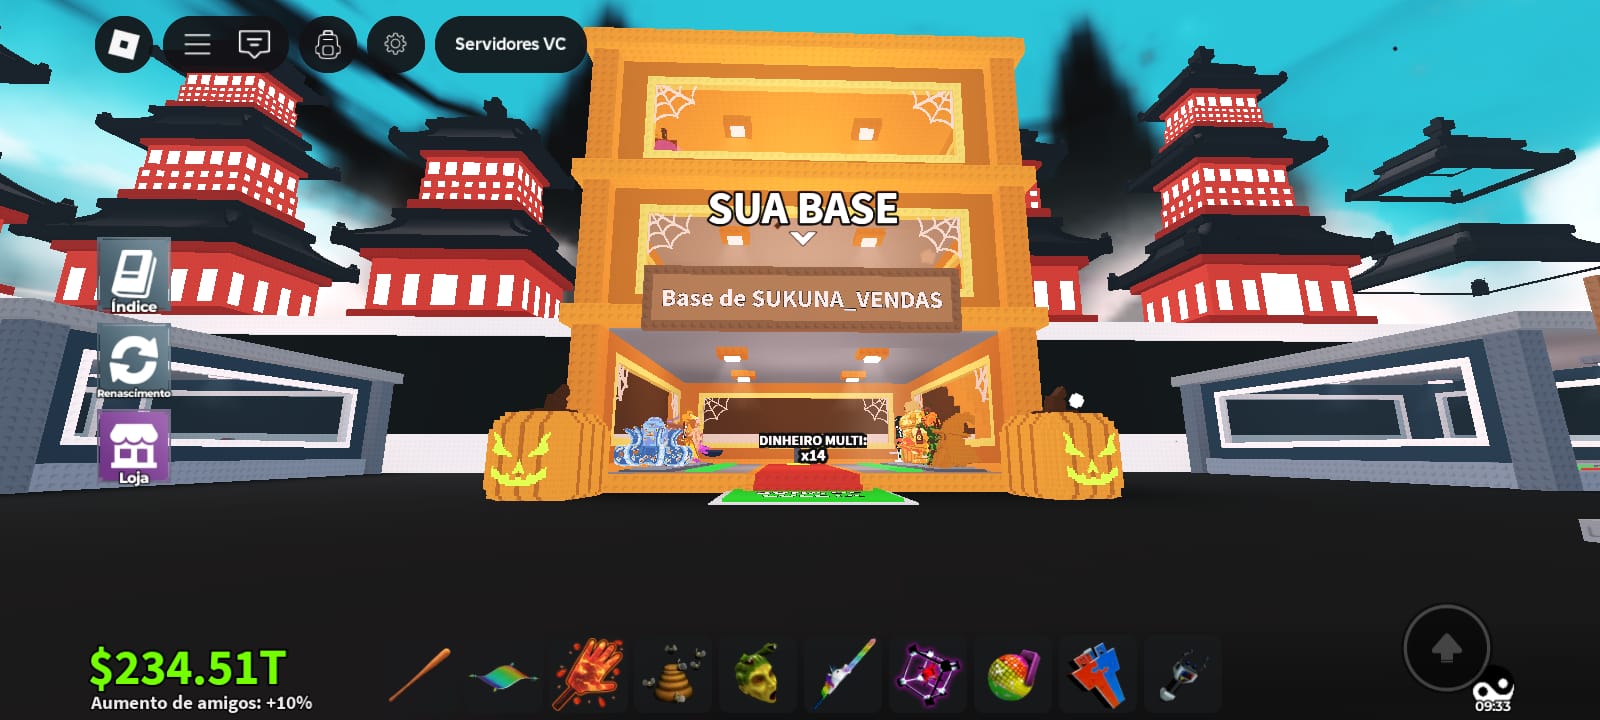 Servidores VC
SUA BASE
Base de SUKUNA_VENDAS
Índice
Renascimento
Loja
DINHEIRO MULTI:
x14
$234.51T
Aumento de amigos: +10%
09:33